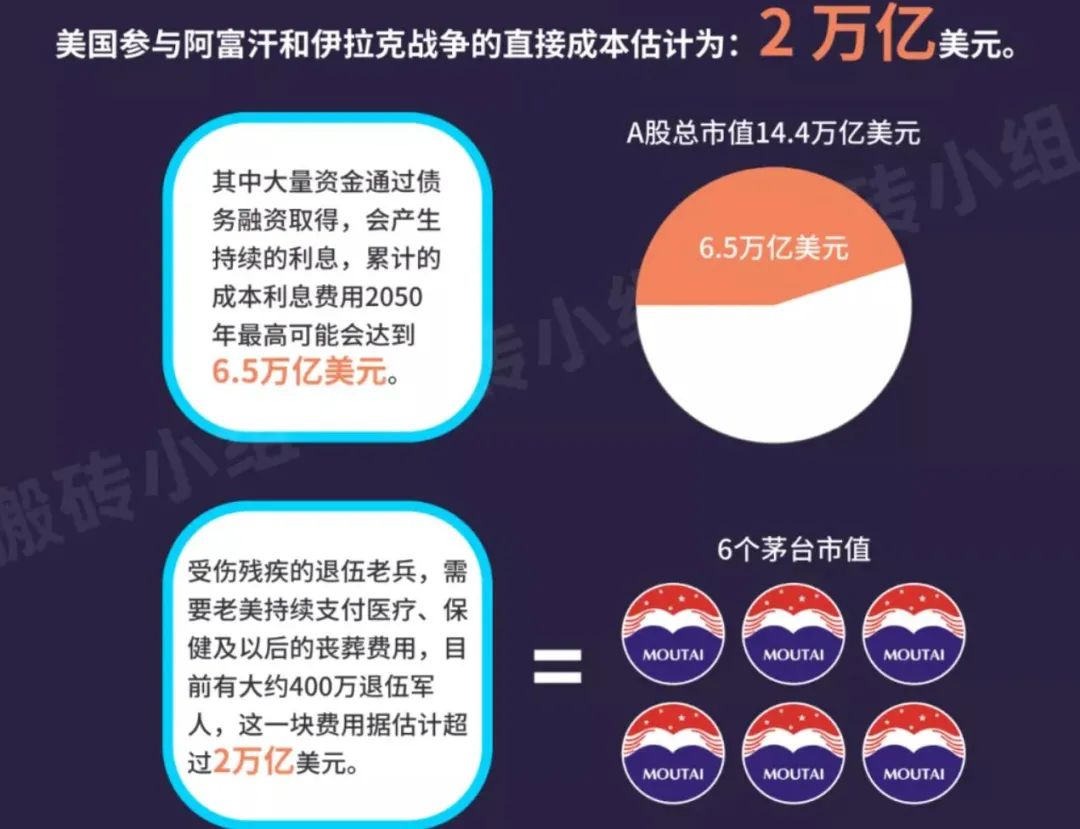 美国参与阿富汗和伊拉克战争的直接成本估计为：2 万亿美元。
其中大量资金通过债
务融资取得，会产生
持续的利息，累计的
成本利息费用2050
年最高可能会达到
6.5万亿美元。
A股总市值14.4万亿美元
6.5万亿美元
受伤残疾的退伍老兵，需
要老美持续支付医疗、保
健及以后的丧葬费用，目
前有大约400万退伍军
人，这一块费用据估计超
过2万亿美元。
=
6个茅台市值
MOUTAI MOUTAI MOUTAI
MOUTAI MOUTAI MOUTAI
搬砖小组
砖小组
砖小组